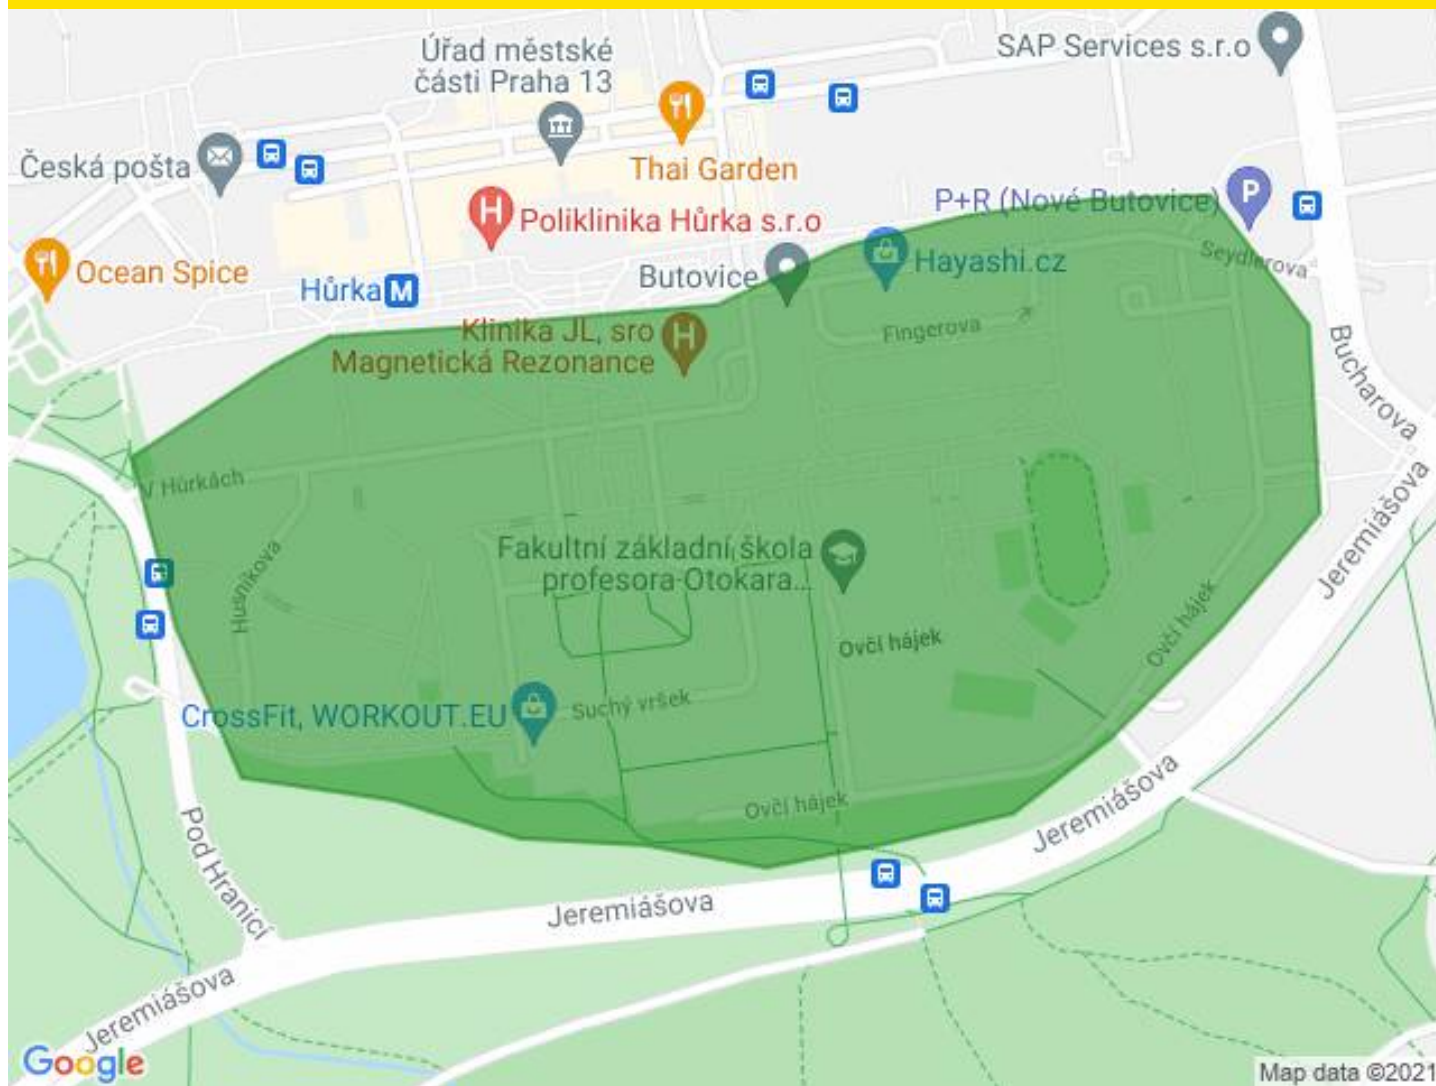 Úřad městské
části Praha 13
SAP Services s.r.o
Česká pošta
Thai Garden
P+R (Nové Butovice)
P
Poliklinika Hůrka s.r.o
H
Seydlerova
Ocean Spice
Hůrka M
Butovice
Hayashi.cz
Klinika JL, sro
Magnetická Rezonance
H
Fingerova
Bucharova
V Hůrkách
Jeremiášova
Fakultní základní škola
profesora Otokara...
Husníkova
Ovčí hájek
Ovčí hájek
CrossFit, WORKOUT.EU
Suchý vršek
Ovčí hájek
Jeremiášova
Pod Hranicí
Jeremiášova
Jeremiášova
Google
Map data ©2021